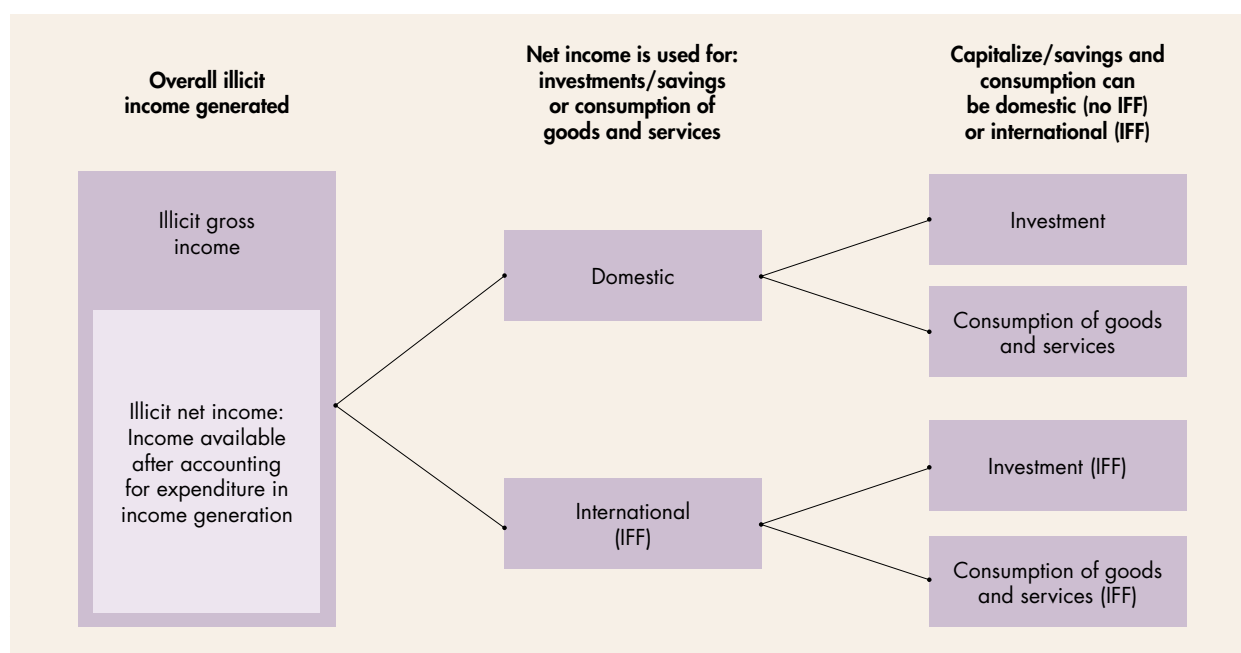 Overall illicit
income generated
Net income is used for:
investments/savings
or consumption of
goods and services
Capitalize/savings and
consumption can
be domestic (no IFF)
or international (IFF)
Illicit gross
income
Illicit net income:
Income available
after accounting
for expenditure in
income generation
Domestic
International
(IFF)
Investment
Consumption of goods
and services
Investment (IFF)
Consumption of goods
and services (IFF)